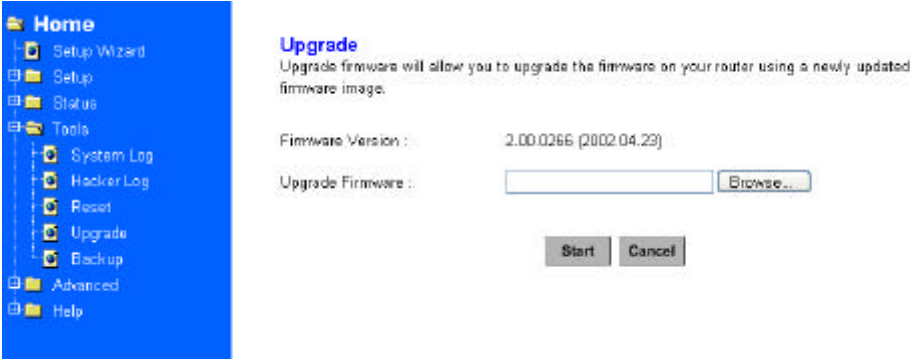 Home
Setup Wizard
Setup
Status
Tools
System Log
Hacker Log
Reset
Upgrade
Backup
Advanced
Help
Upgrade
Upgrade firmware will allow you to upgrade the firmware on your router using a newly updated
firmware image.
Firmware Version : 2.00.0266 (2002.04.23)
Upgrade Firmware : Browse...
Start Cancel